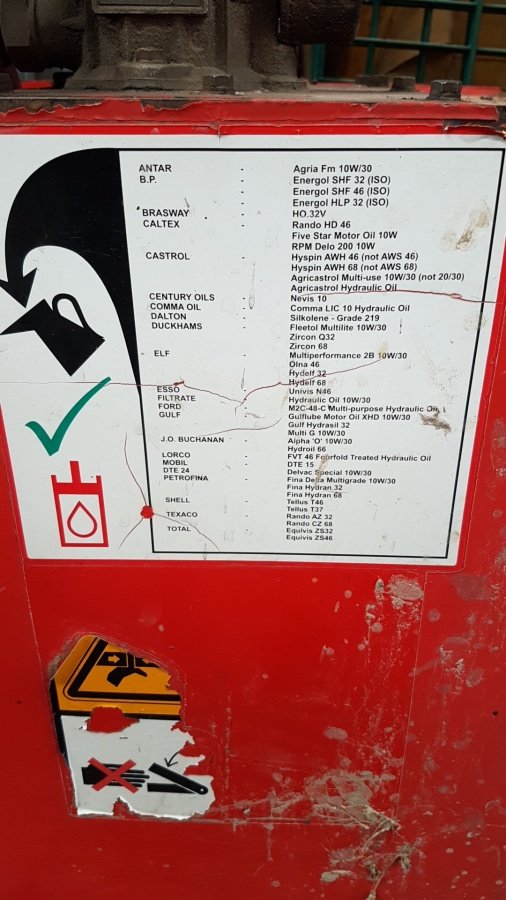 ANTAR - Agria Fm 10W/30
B.P. - Energol SHF 32 (ISO)
Energol SHF 46 (ISO)
Energol HLP 32 (ISO)
BRASWAY - HO.32V
CALTEX - Rando HD 46
Five Star Motor Oil 10W
RPM Delo 200 10W
CASTROL - Hyspin AWH 46 (not AWS 46)
Hyspin AWH 68 (not AWS 68)
Agricastrol Multi-use 10W/30 (not 20/30)
Agricastrol Hydraulic Oil
CENTURY OILS - Nevis 10
COMMA OIL - Comma LIC 10 Hydraulic Oil
DALTON - Silkolene - Grade 219
DUCKHAMS - Fleetol Multilite 10W/30
Zircon Q32
Zircon 68
ELF - Multiperformance 2B 10W/30
Olna 46
Hydelf 32
Hydelf 68
ESSO - Univis N46
FILTRATE - Hydraulic Oil 10W/30
FORD - M2C-48-C Multi-purpose Hydraulic Oil
GULF - Gulflube Motor Oil XHD 10W/30
Gulf Hydrasil 32
Multi G 10W/30
J.O. BUCHANAN - Alpha 'O' 10W/30
Hydroil 66
LORCO - FVT 46 Fourfold Treated Hydraulic Oil
MOBIL - DTE 15
DTE 24 - Delvac Special 10W/30
PETROFINA - Fina Delta Multigrade 10W/30
Fina Hydran 32
Fina Hydran 68
SHELL - Tellus T46
Tellus T37
TEXACO - Rando AZ 32
Rando CZ 68
TOTAL - Equivis ZS32
Equivis ZS46